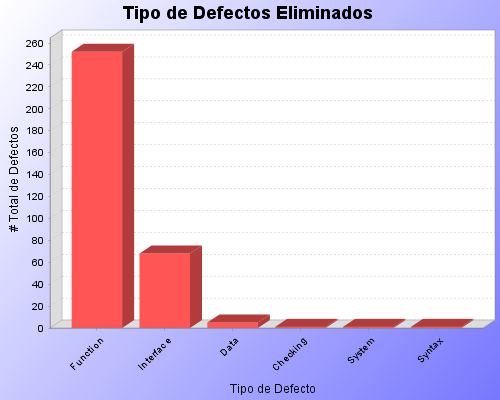 Tipo de Defectos Eliminados
# Total de Defectos
260
240
220
200
180
160
140
120
100
80
60
40
20
0
Function
Interface
Data
Checking
System
Syntax
Tipo de Defecto